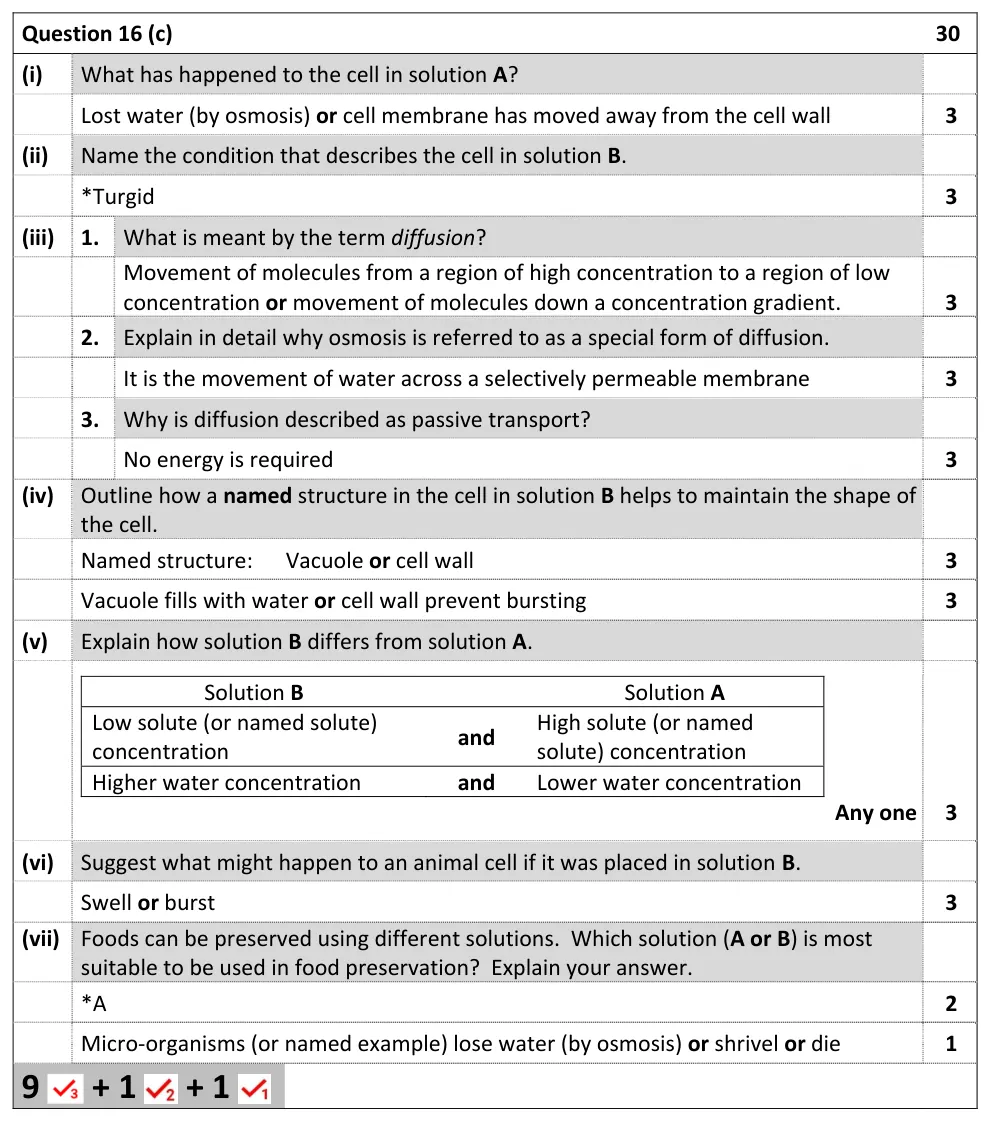 Question 16 (c) 30
(i) What has happened to the cell in solution A?
Lost water (by osmosis) or cell membrane has moved away from the cell wall 3
(ii) Name the condition that describes the cell in solution B.
*Turgid 3
(iii) 1. What is meant by the term diffusion?
Movement of molecules from a region of high concentration to a region of low
concentration or movement of molecules down a concentration gradient. 3
2. Explain in detail why osmosis is referred to as a special form of diffusion.
It is the movement of water across a selectively permeable membrane 3
3. Why is diffusion described as passive transport?
No energy is required 3
(iv) Outline how a named structure in the cell in solution B helps to maintain the shape of
the cell.
Named structure: Vacuole or cell wall 3
Vacuole fills with water or cell wall prevent bursting 3
(v) Explain how solution B differs from solution A.
Solution B Solution A
Low solute (or named solute)
concentration
and
High solute (or named
solute) concentration
Higher water concentration and Lower water concentration
Any one 3
(vi) Suggest what might happen to an animal cell if it was placed in solution B.
Swell or burst 3
(vii) Foods can be preserved using different solutions. Which solution (A or B) is most
suitable to be used in food preservation? Explain your answer.
*A 2
Micro-organisms (or named example) lose water (by osmosis) or shrivel or die 1
9 ✓3 + 1 ✓2 + 1 ✓1